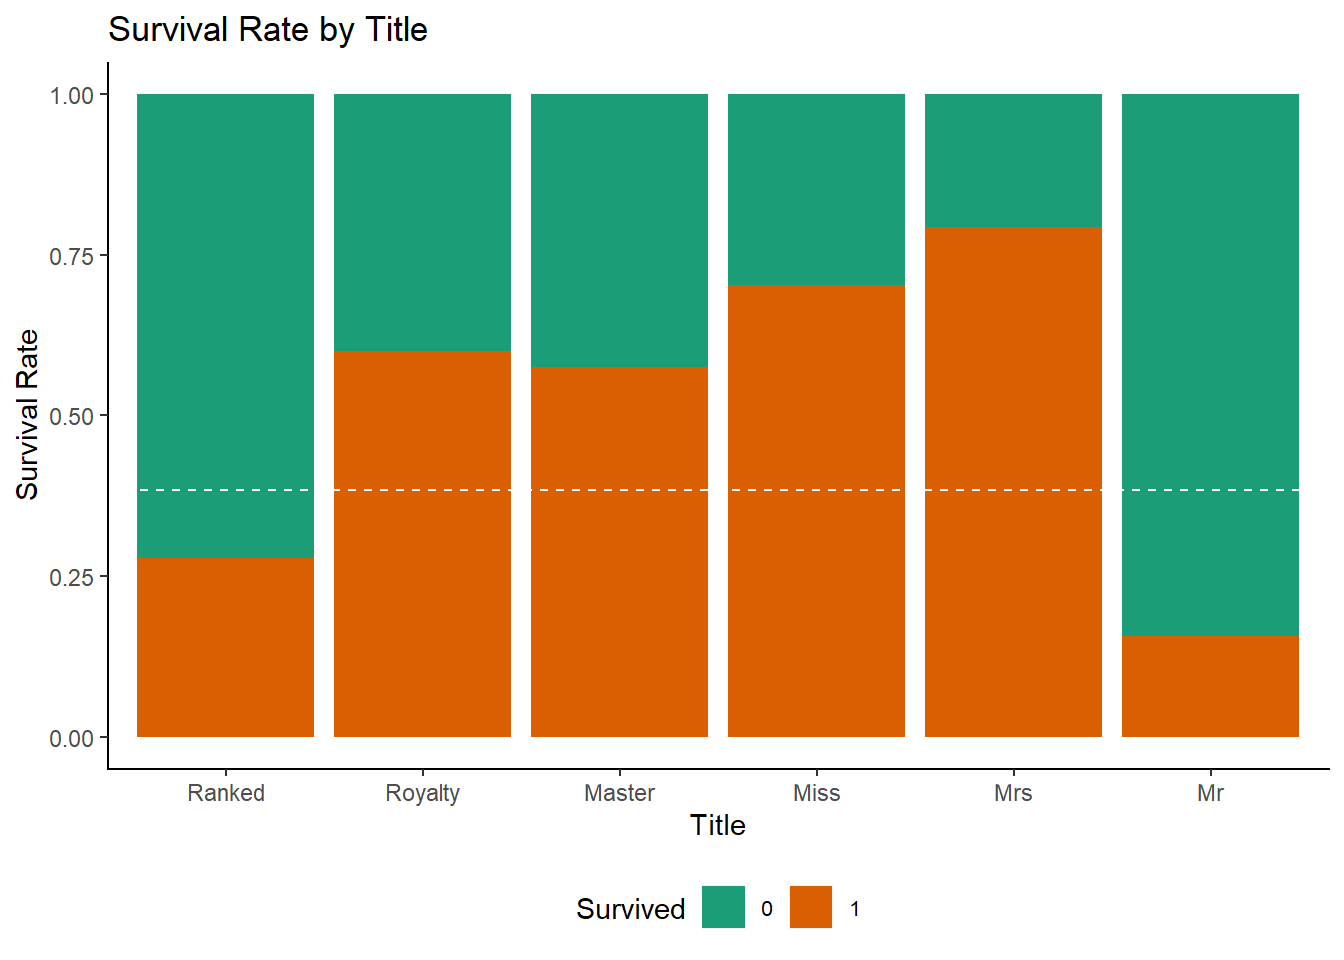 Survival Rate by Title
Survival Rate
1.00
0.75
0.50
0.25
0.00
Ranked Royalty Master Miss Mrs Mr
Title
Survived 0 1